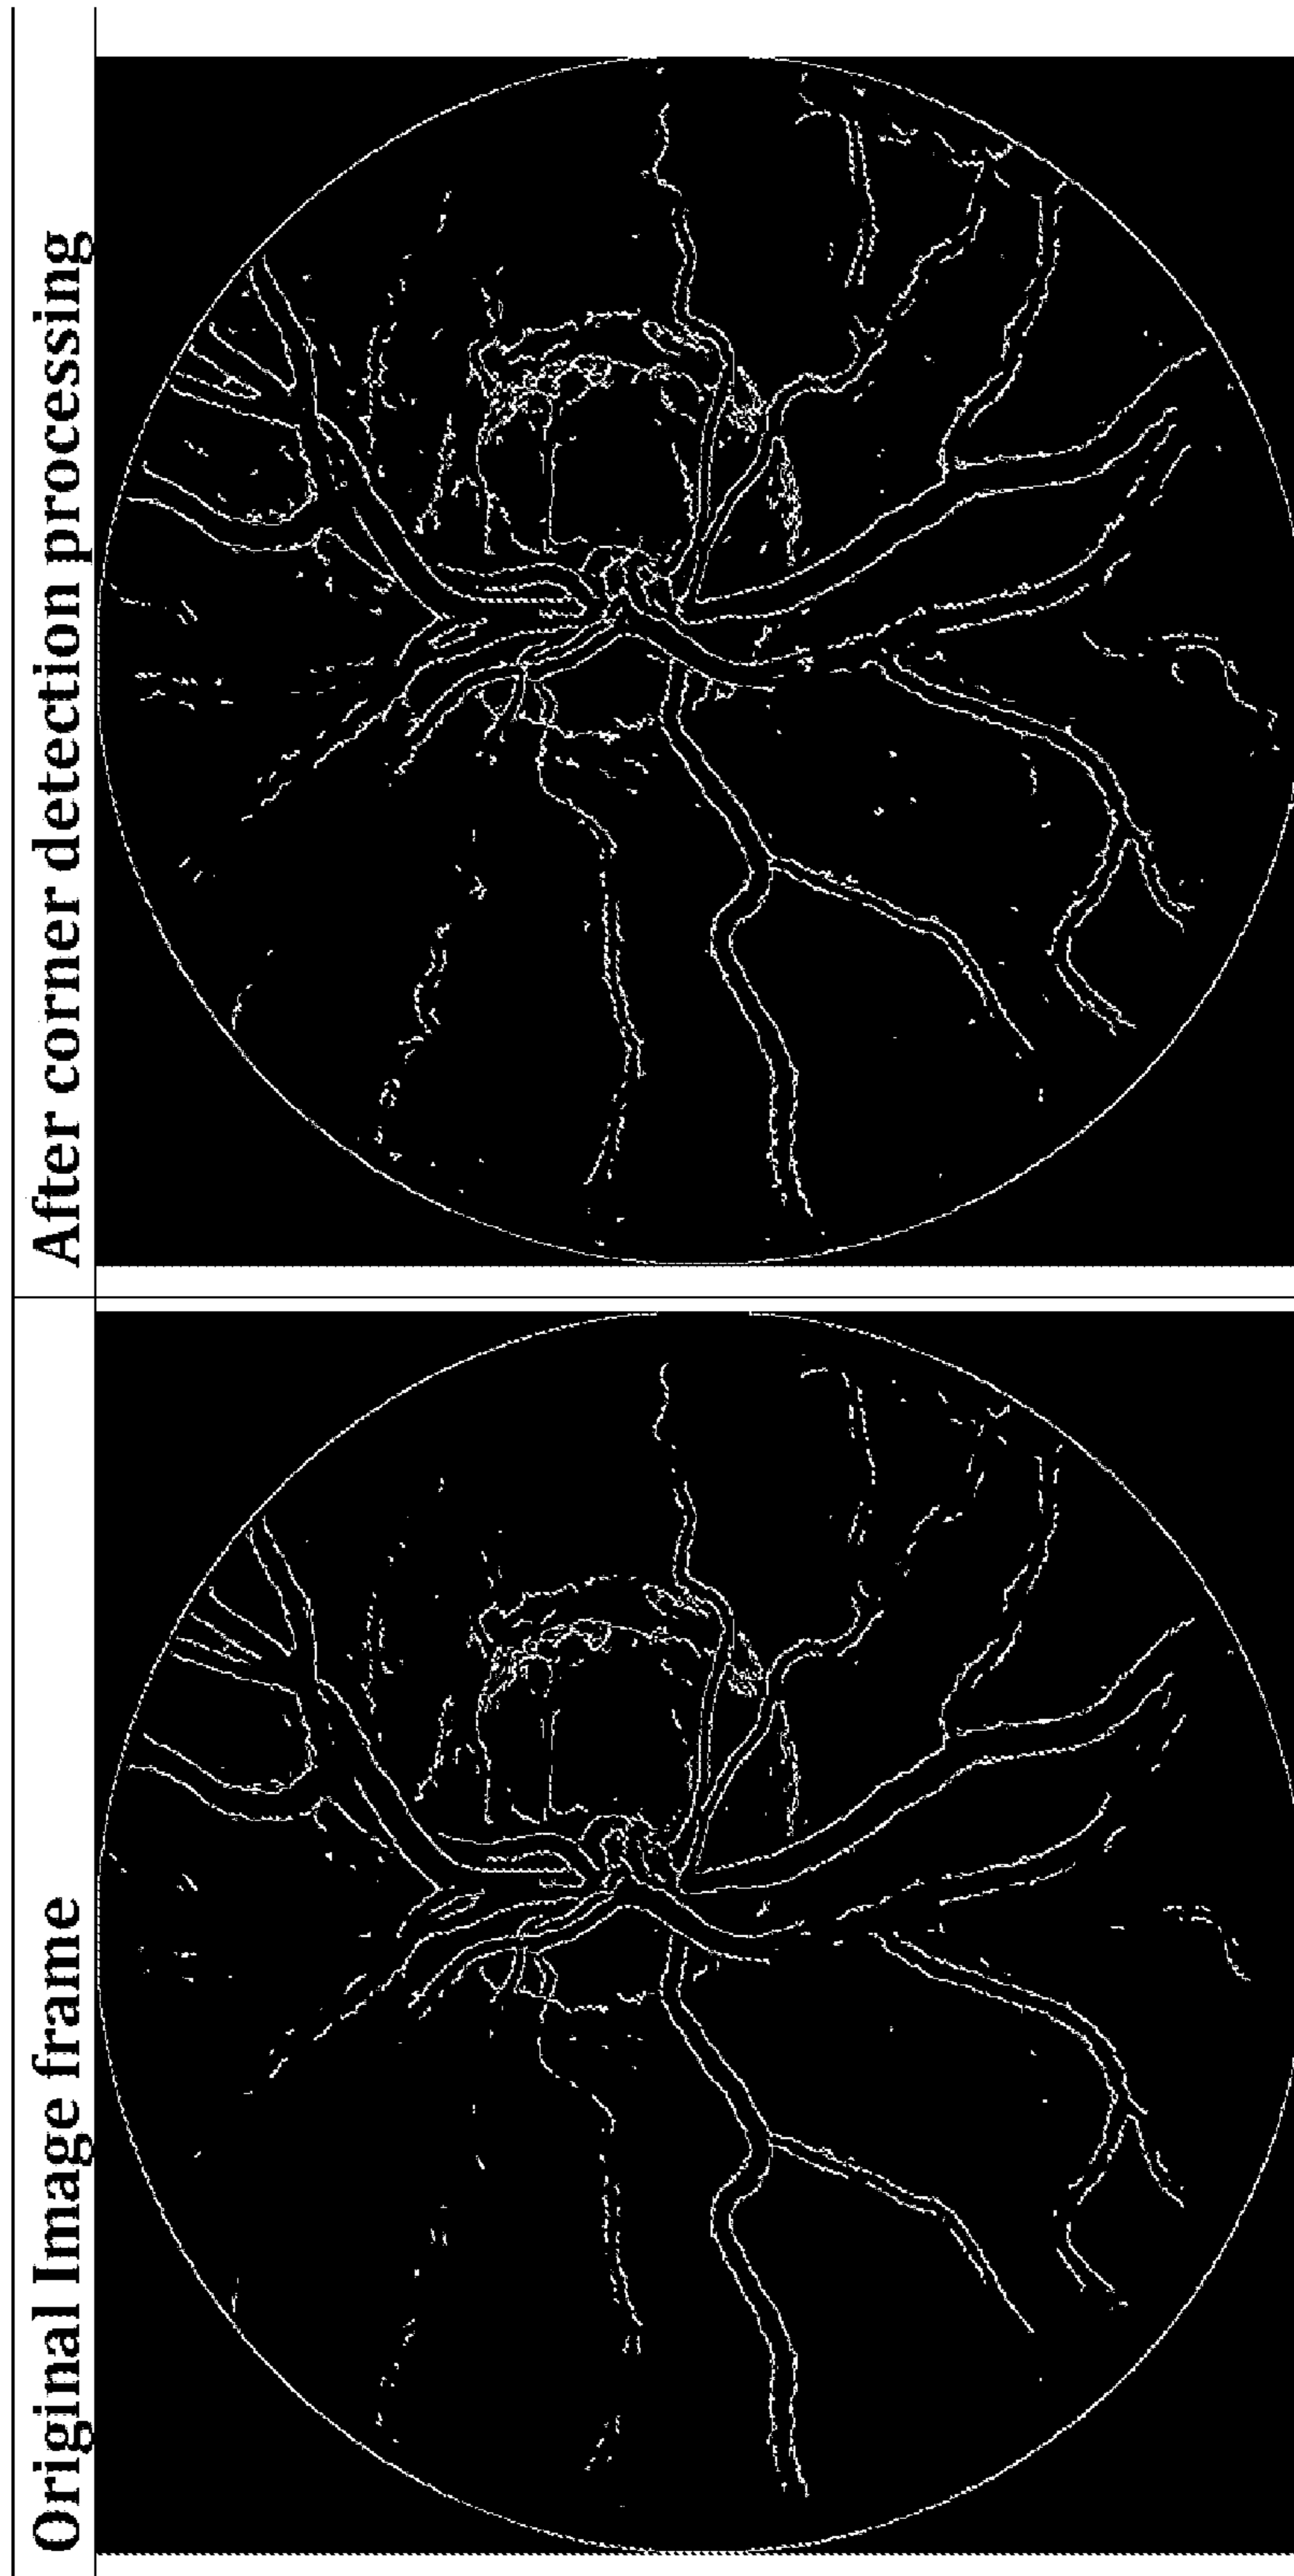 Original Image frame
After corner detection processing